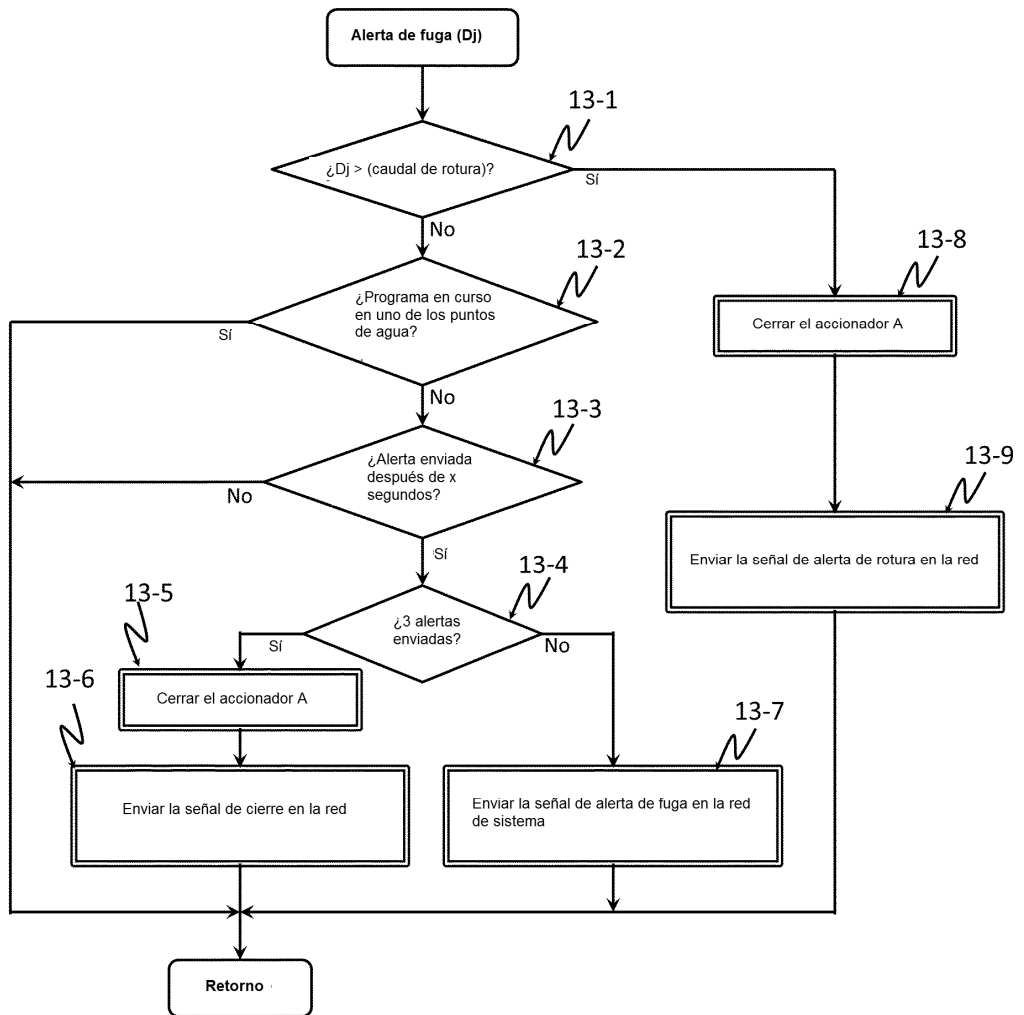 Alerta de fuga (Dj)
13-1
¿Dj > (caudal de rotura)?
Sí
No
13-2
13-8
¿Programa en curso
en uno de los puntos
de agua?
Cerrar el accionador A
Sí
No
13-3
¿Alerta enviada
después de x
segundos?
13-9
No
Enviar la señal de alerta de rotura en la red
Sí
13-4
13-5
¿3 alertas
enviadas?
Sí
No
13-6
Cerrar el accionador A
13-7
Enviar la señal de cierre en la red
Enviar la señal de alerta de fuga en la red
de sistema
Retorno